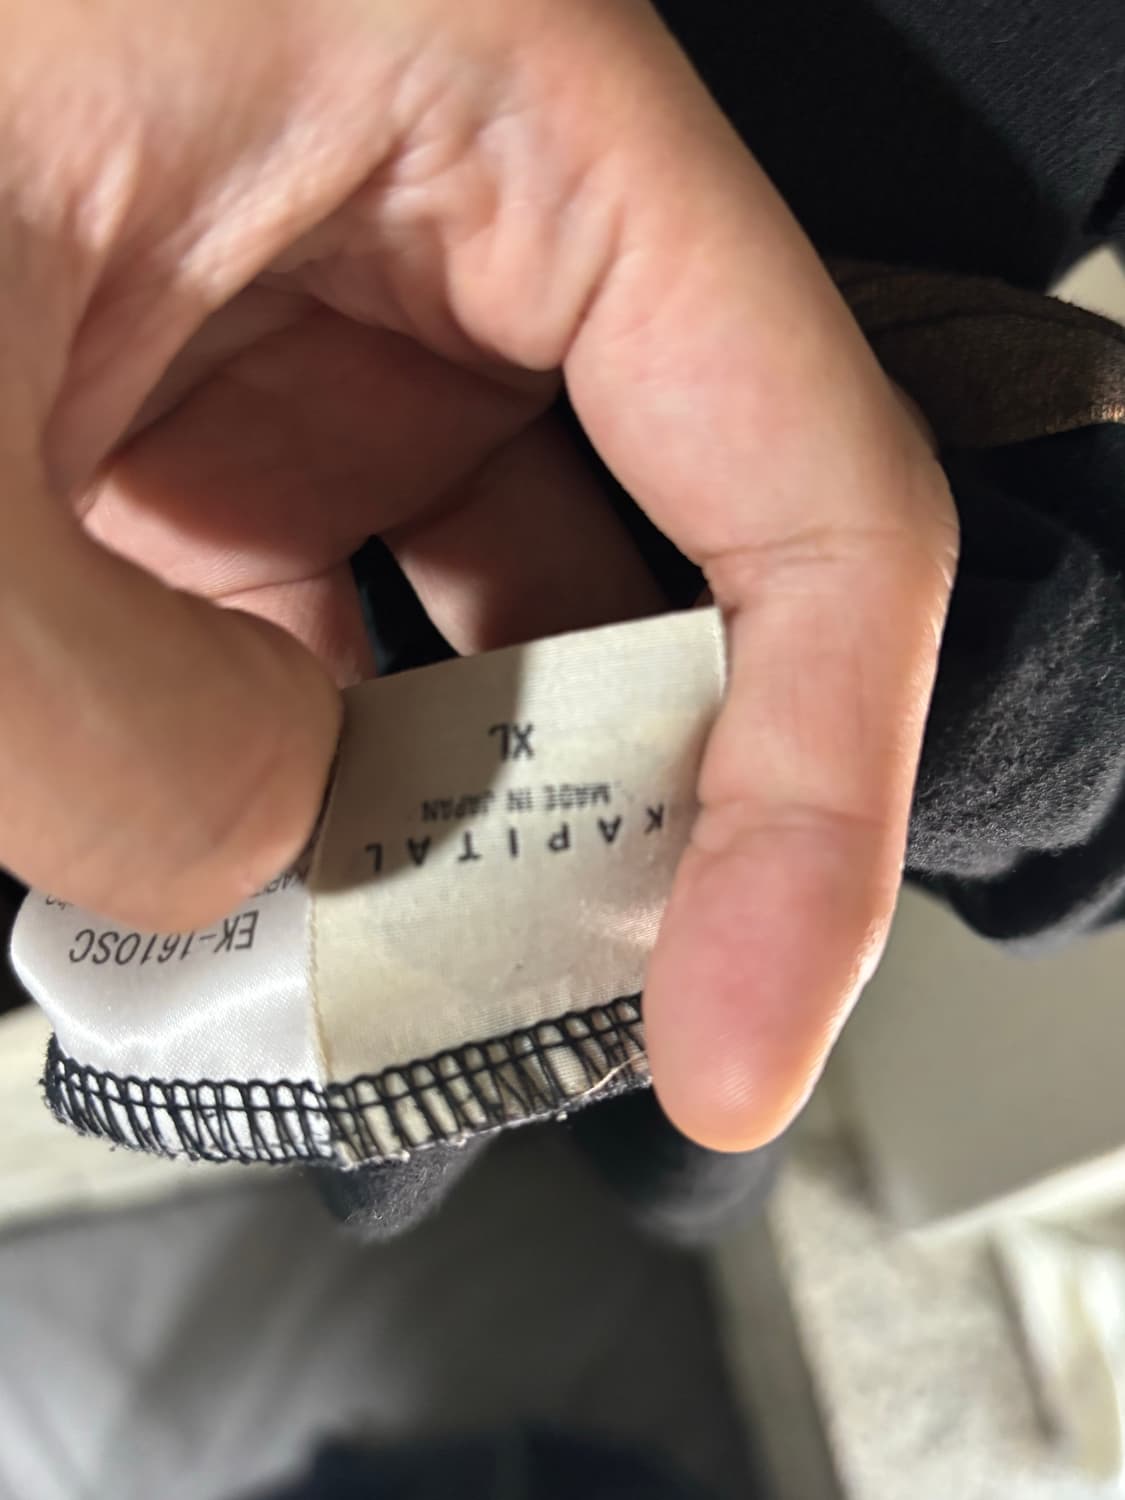 KAPITAL
MADE IN JAPAN
XL
EK-1610SC